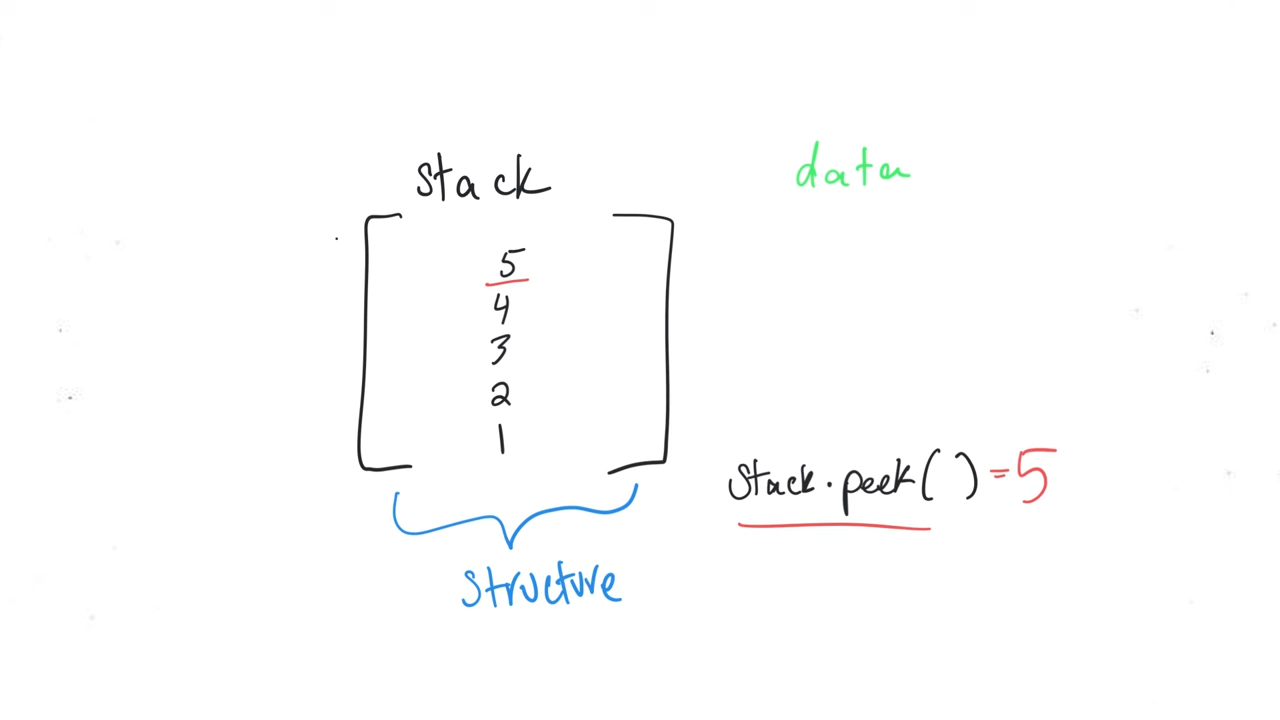 stack
data
5
4
3
2
1
stack.peek() = 5
structure